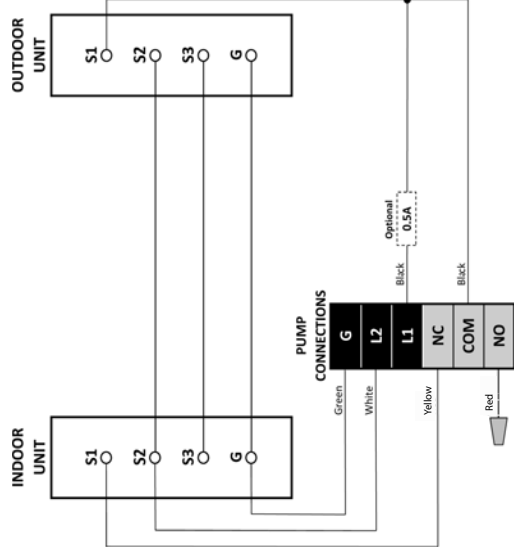 OUTDOOR
UNIT
S1
S2
S3
G
Optional
0.5A
Black
Black
PUMP
CONNECTIONS
G
L2
L1
NC
COM
NO
Green
White
Yellow
Red
INDOOR
UNIT
S1
S2
S3
G